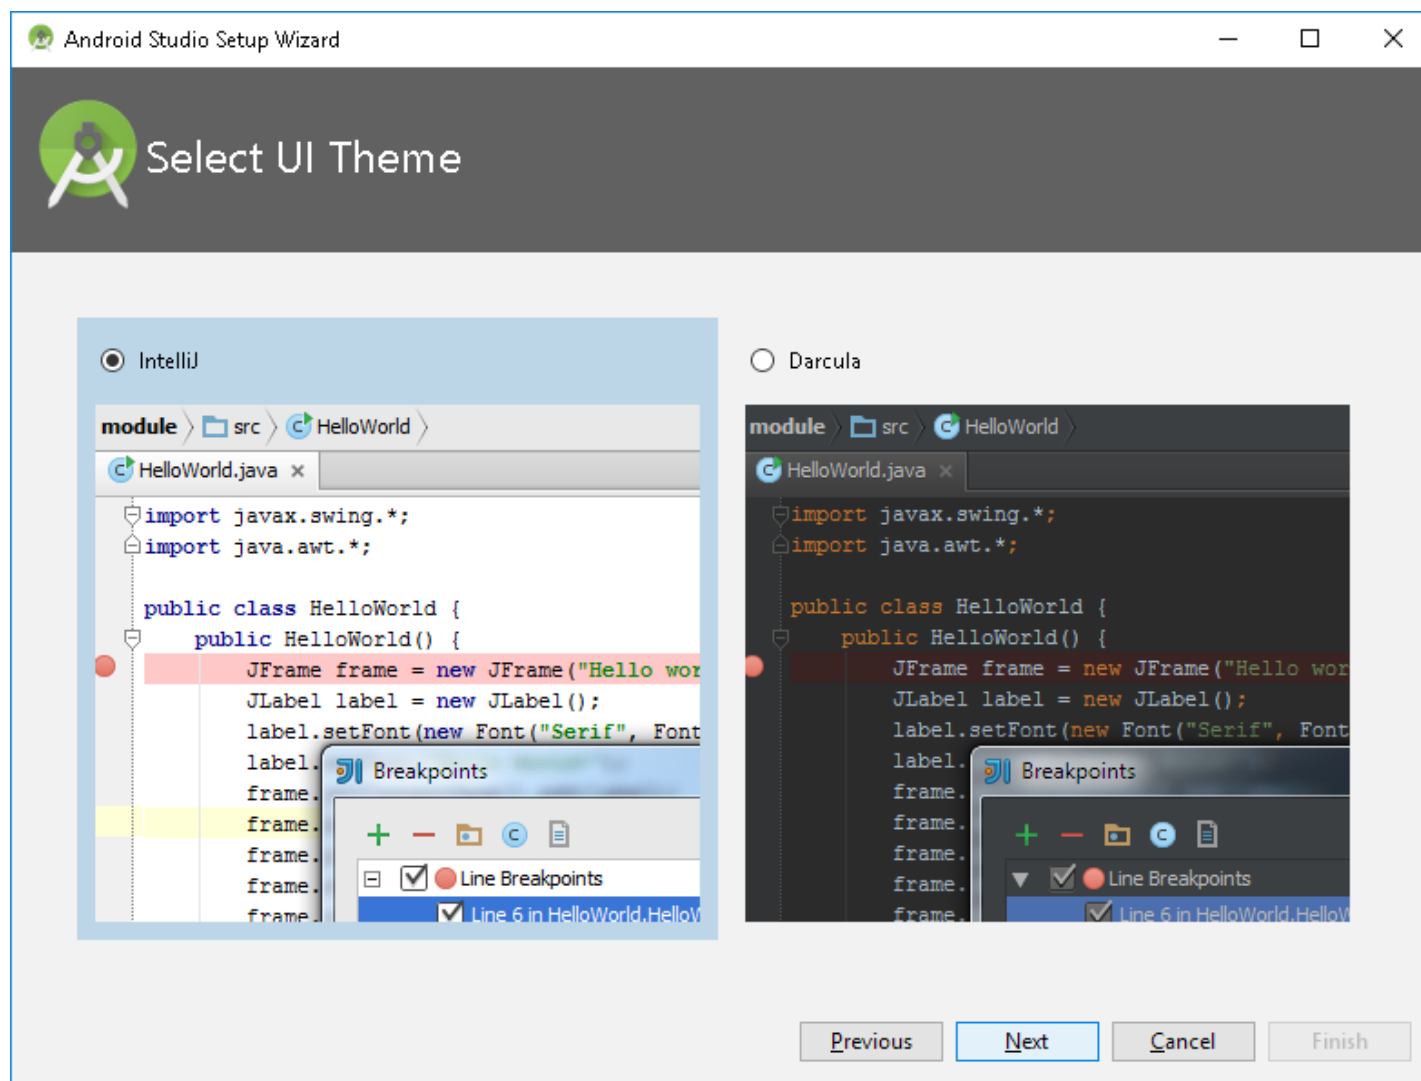 Android Studio Setup Wizard
Select UI Theme
IntelliJ
module src HelloWorld
HelloWorld.java
import javax.swing.*;
import java.awt.*;
public class HelloWorld {
public HelloWorld() {
JFrame frame = new JFrame("Hello wor
JLabel label = new JLabel();
label.setFont(new Font("Serif", Font
label.
frame.
frame.
frame.
frame.
frame.
Breakpoints
Line Breakpoints
Line 6 in HelloWorld.HelloW
Darcula
module src HelloWorld
HelloWorld.java
import javax.swing.*;
import java.awt.*;
public class HelloWorld {
public HelloWorld() {
JFrame frame = new JFrame("Hello wor
JLabel label = new JLabel();
label.setFont(new Font("Serif", Font
label.
frame.
frame.
frame.
frame.
frame.
Breakpoints
Line Breakpoints
Line 6 in HelloWorld.HelloW
Previous Next Cancel Finish